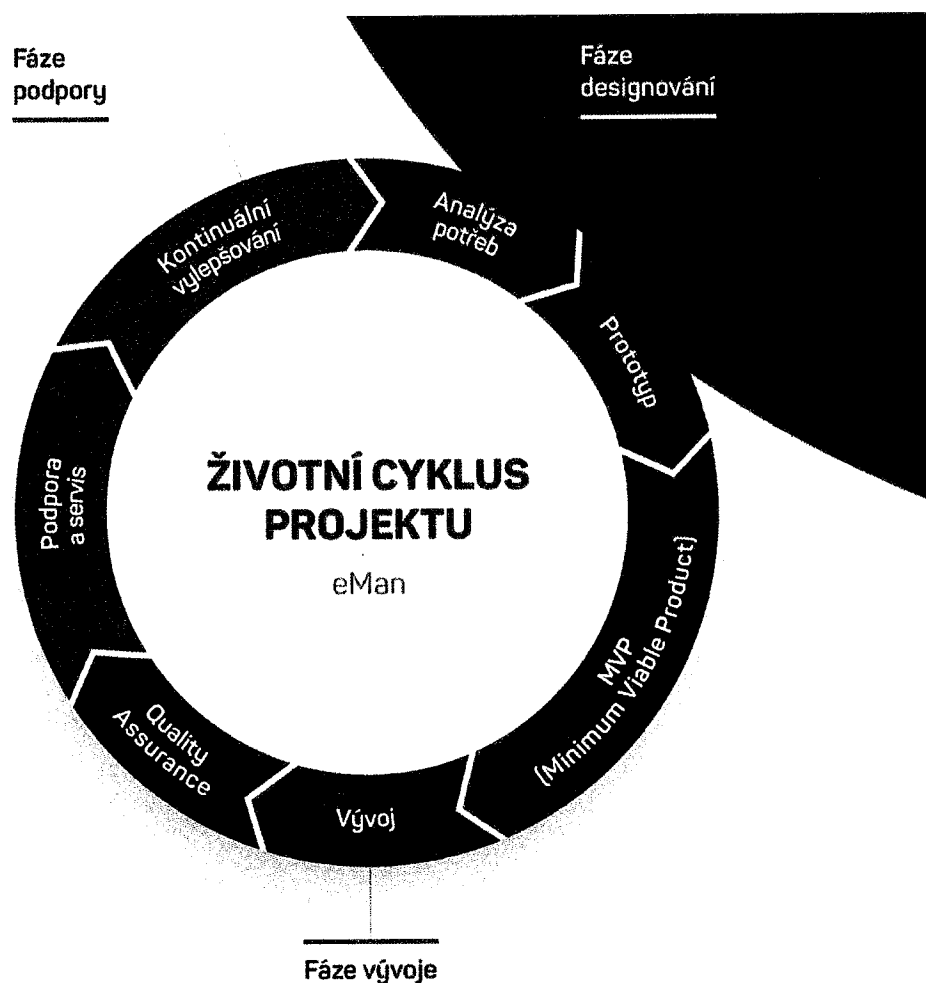 Fáze
podpory
Fáze
designování
Analýza
potřeb
Prototyp
MVP
(Minimum Viable Product)
Vývoj
Quality
Assurance
Podpora
a servis
Kontinuální
vylepšování
ŽIVOTNÍ CYKLUS
PROJEKTU
eMan
Fáze vývoje